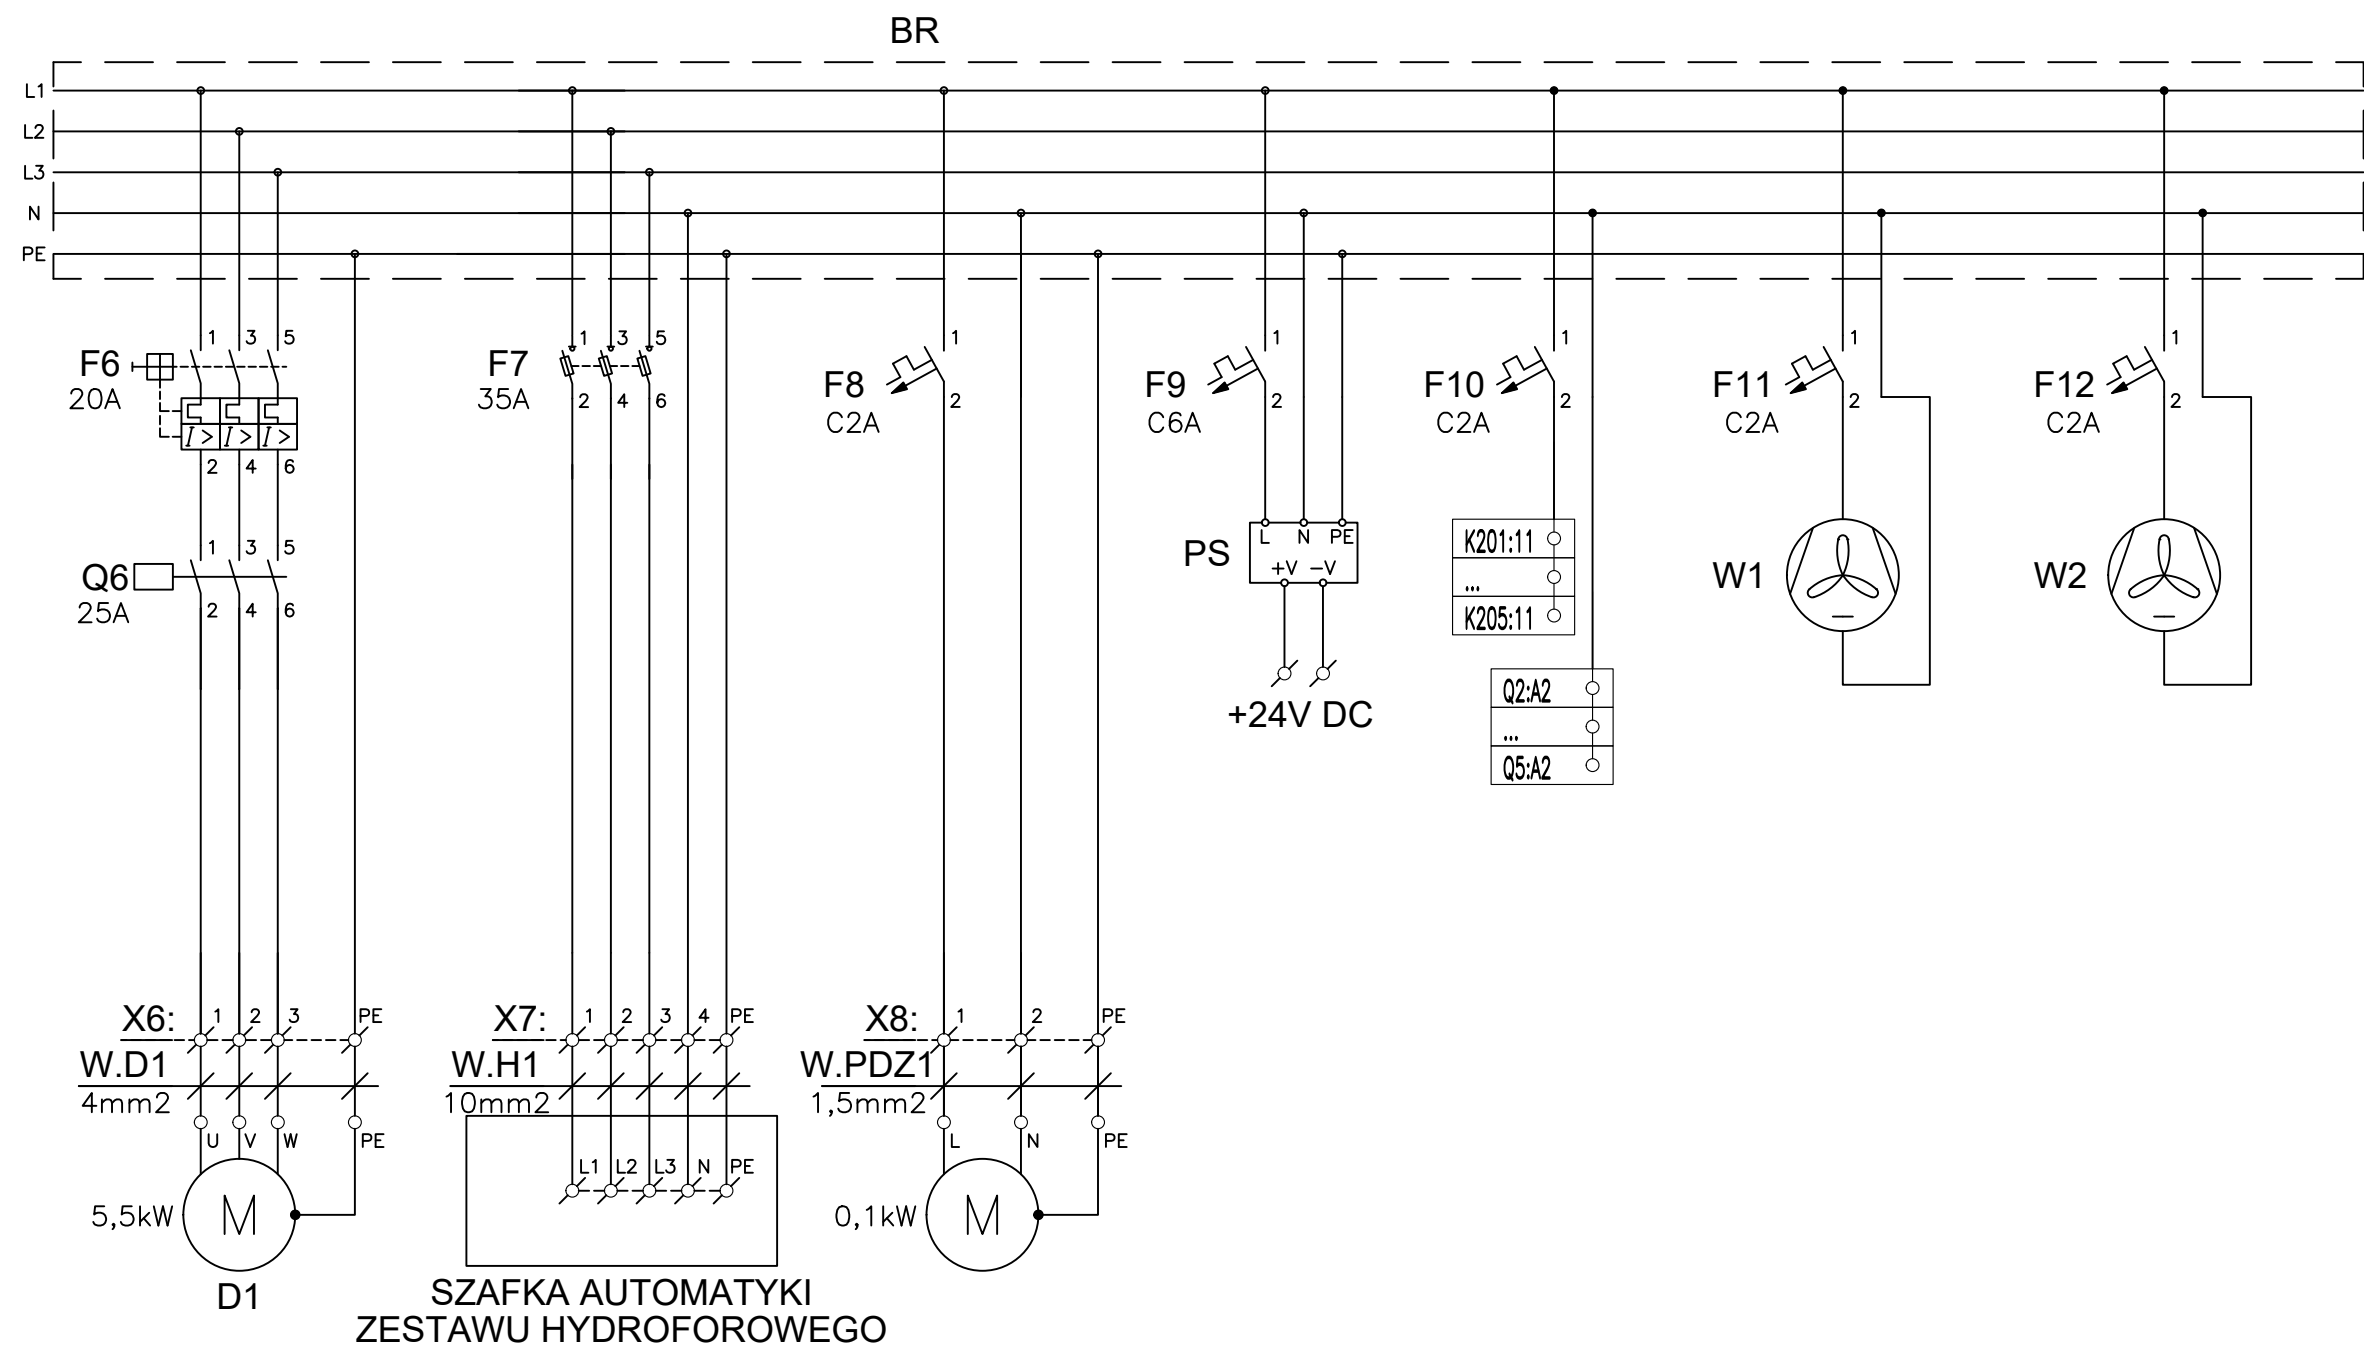 BR
L1
L2
L3
N
PE
1 3 5
F6
20A
I> I> I>
2 4 6
1 3 5
Q6
25A
2 4 6
X6: 1 2 3 PE
W.D1
4mm2
U V W PE
5,5kW
M
D1
1 3 5
F7
35A
2 4 6
X7: 1 2 3 4 PE
W.H1
10mm2
L1 L2 L3 N PE
SZAFKA AUTOMATYKI
ZESTAWU HYDROFOROWEGO
1
F8
C2A
2
X8: 1 2 PE
W.PDZ1
1,5mm2
L N PE
0,1kW
M
1
F9
C6A
2
PS
L N PE
+V -V
+24V DC
1
F10
C2A
2
K201:11
...
K205:11
Q2:A2
...
Q5:A2
1
F11
C2A
2
W1
1
F12
C2A
2
W2